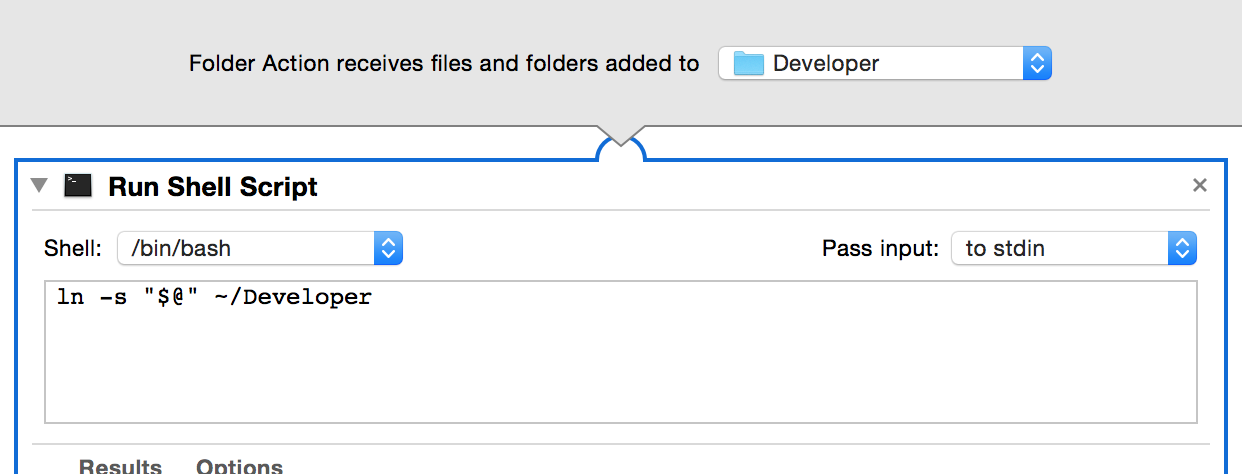 Folder Action receives files and folders added to Developer
Run Shell Script
Shell: /bin/bash Pass input: to stdin
ln -s "$@" ~/Developer
Results Options